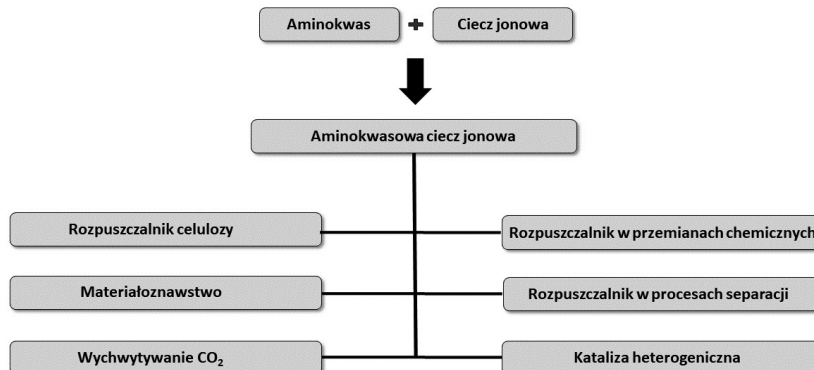 Aminokwas + Ciecz jonowa
Aminokwasowa ciecz jonowa
Rozpuszczalnik celulozy
Rozpuszczalnik w przemianach chemicznych
Materiałoznawstwo
Rozpuszczalnik w procesach separacji
Wychwytywanie CO₂
Kataliza heterogeniczna